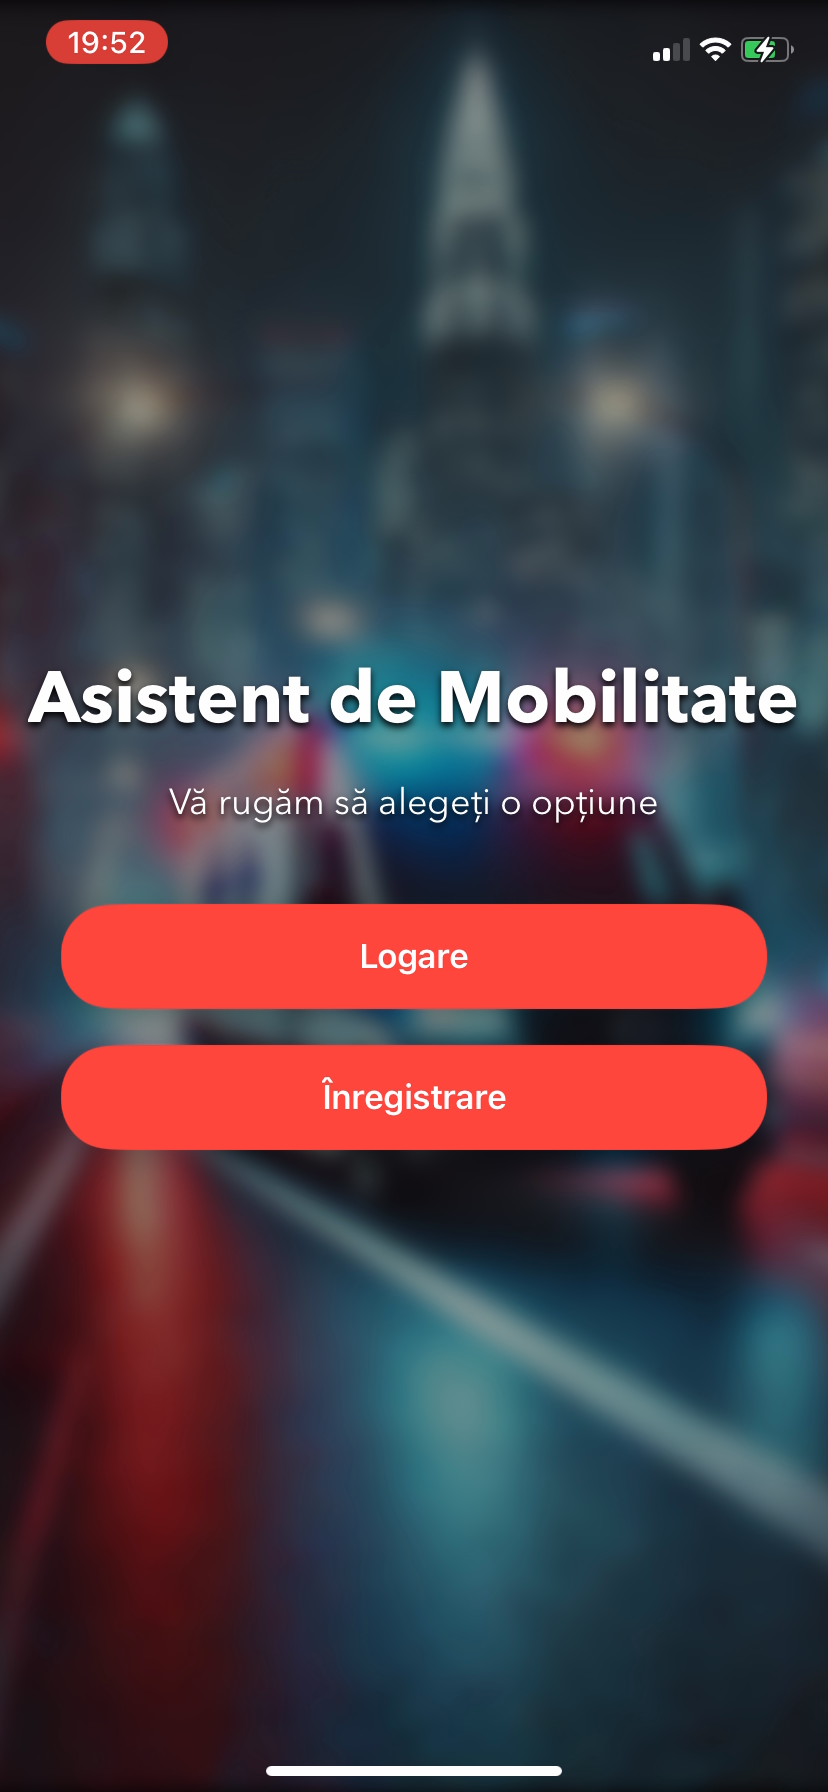 19:52
Asistent de Mobilitate
Vă rugăm să alegeți o opțiune
Logare
Înregistrare